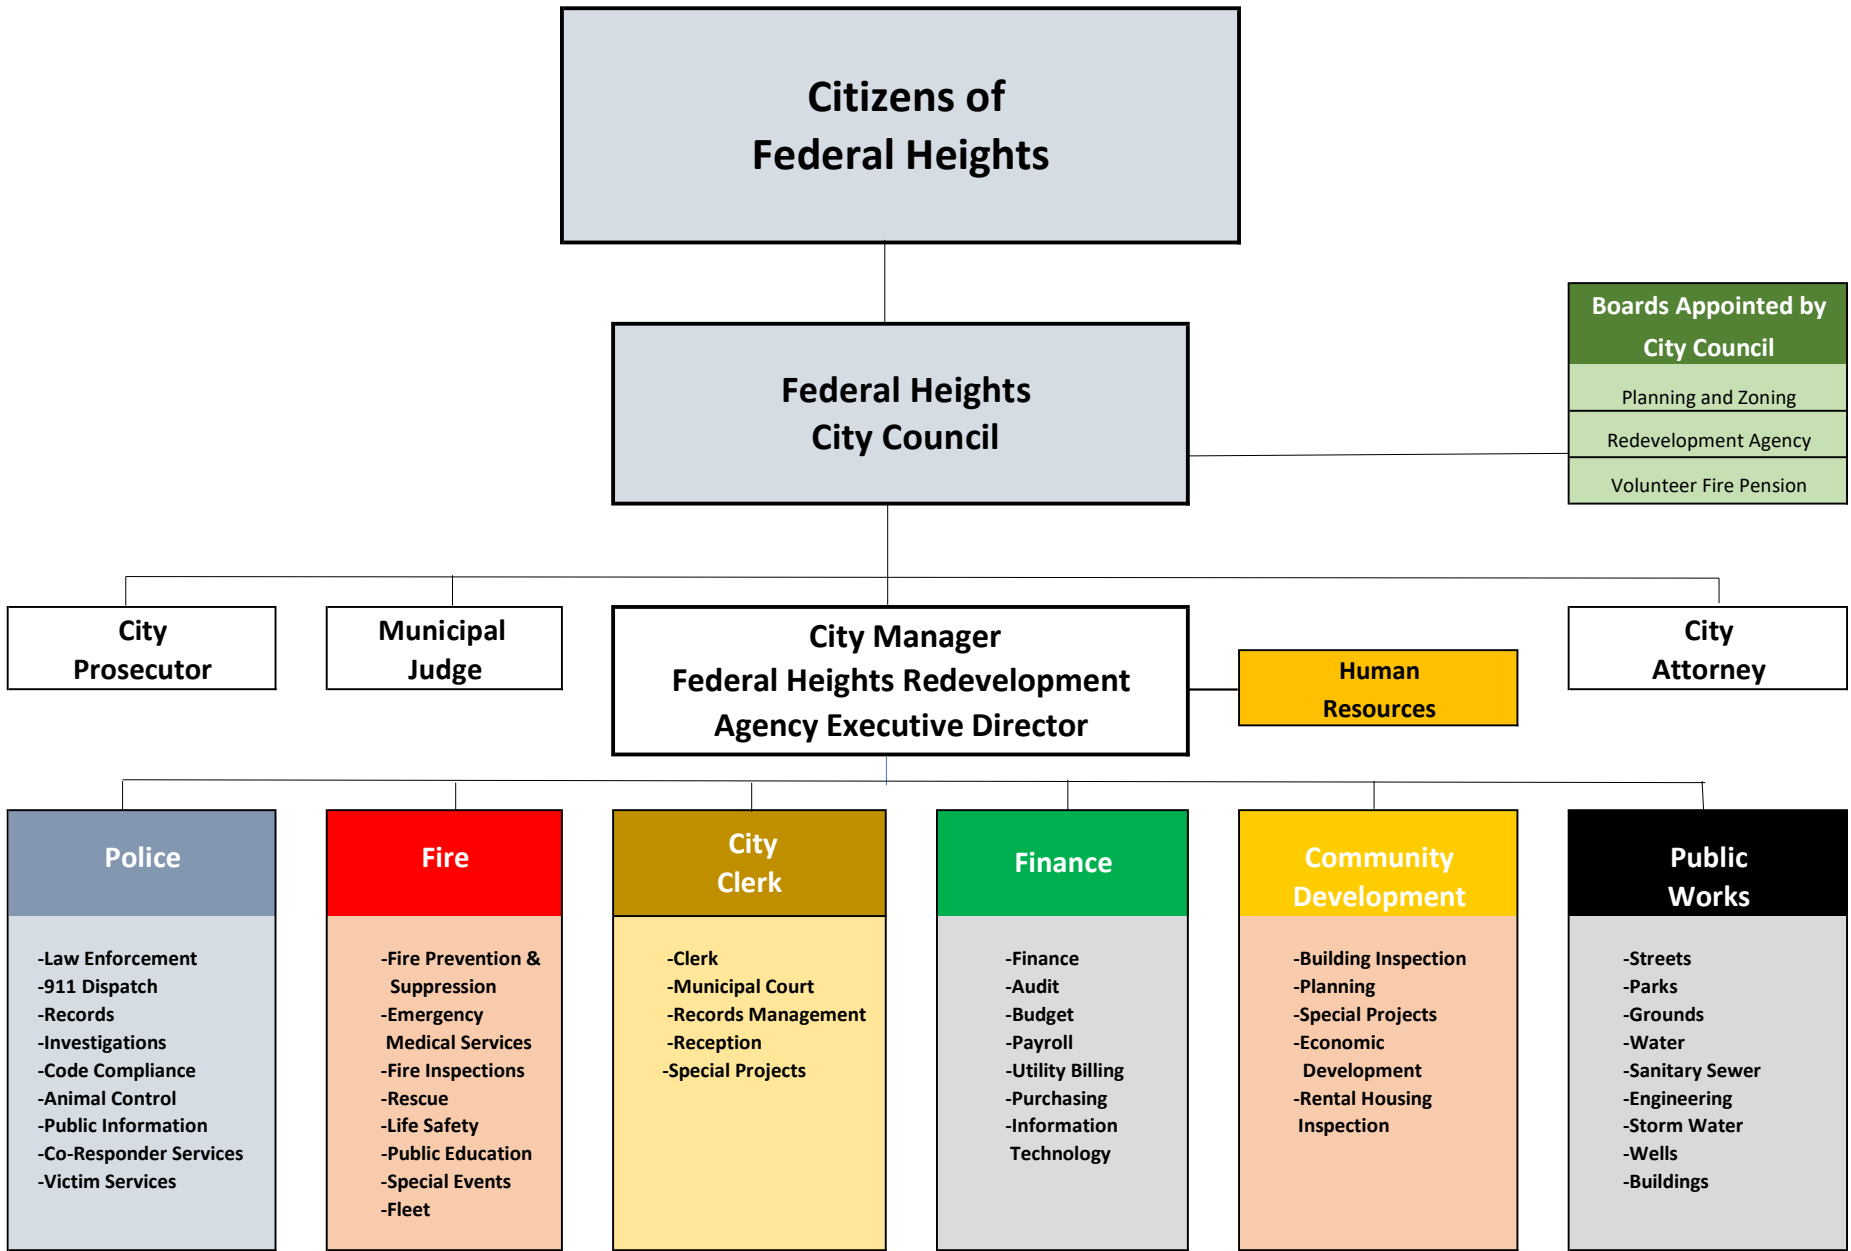 Citizens of
Federal Heights
Boards Appointed by
City Council
Planning and Zoning
Redevelopment Agency
Volunteer Fire Pension
Federal Heights
City Council
City
Prosecutor
Municipal
Judge
City Manager
Federal Heights Redevelopment
Agency Executive Director
Human
Resources
City
Attorney
Police
-Law Enforcement
-911 Dispatch
-Records
-Investigations
-Code Compliance
-Animal Control
-Public Information
-Co-Responder Services
-Victim Services
Fire
-Fire Prevention &
Suppression
-Emergency
Medical Services
-Fire Inspections
-Rescue
-Life Safety
-Public Education
-Special Events
-Fleet
City
Clerk
-Clerk
-Municipal Court
-Records Management
-Reception
-Special Projects
Finance
-Finance
-Audit
-Budget
-Payroll
-Utility Billing
-Purchasing
-Information
Technology
Community
Development
-Building Inspection
-Planning
-Special Projects
-Economic
Development
-Rental Housing
Inspection
Public
Works
-Streets
-Parks
-Grounds
-Water
-Sanitary Sewer
-Engineering
-Storm Water
-Wells
-Buildings